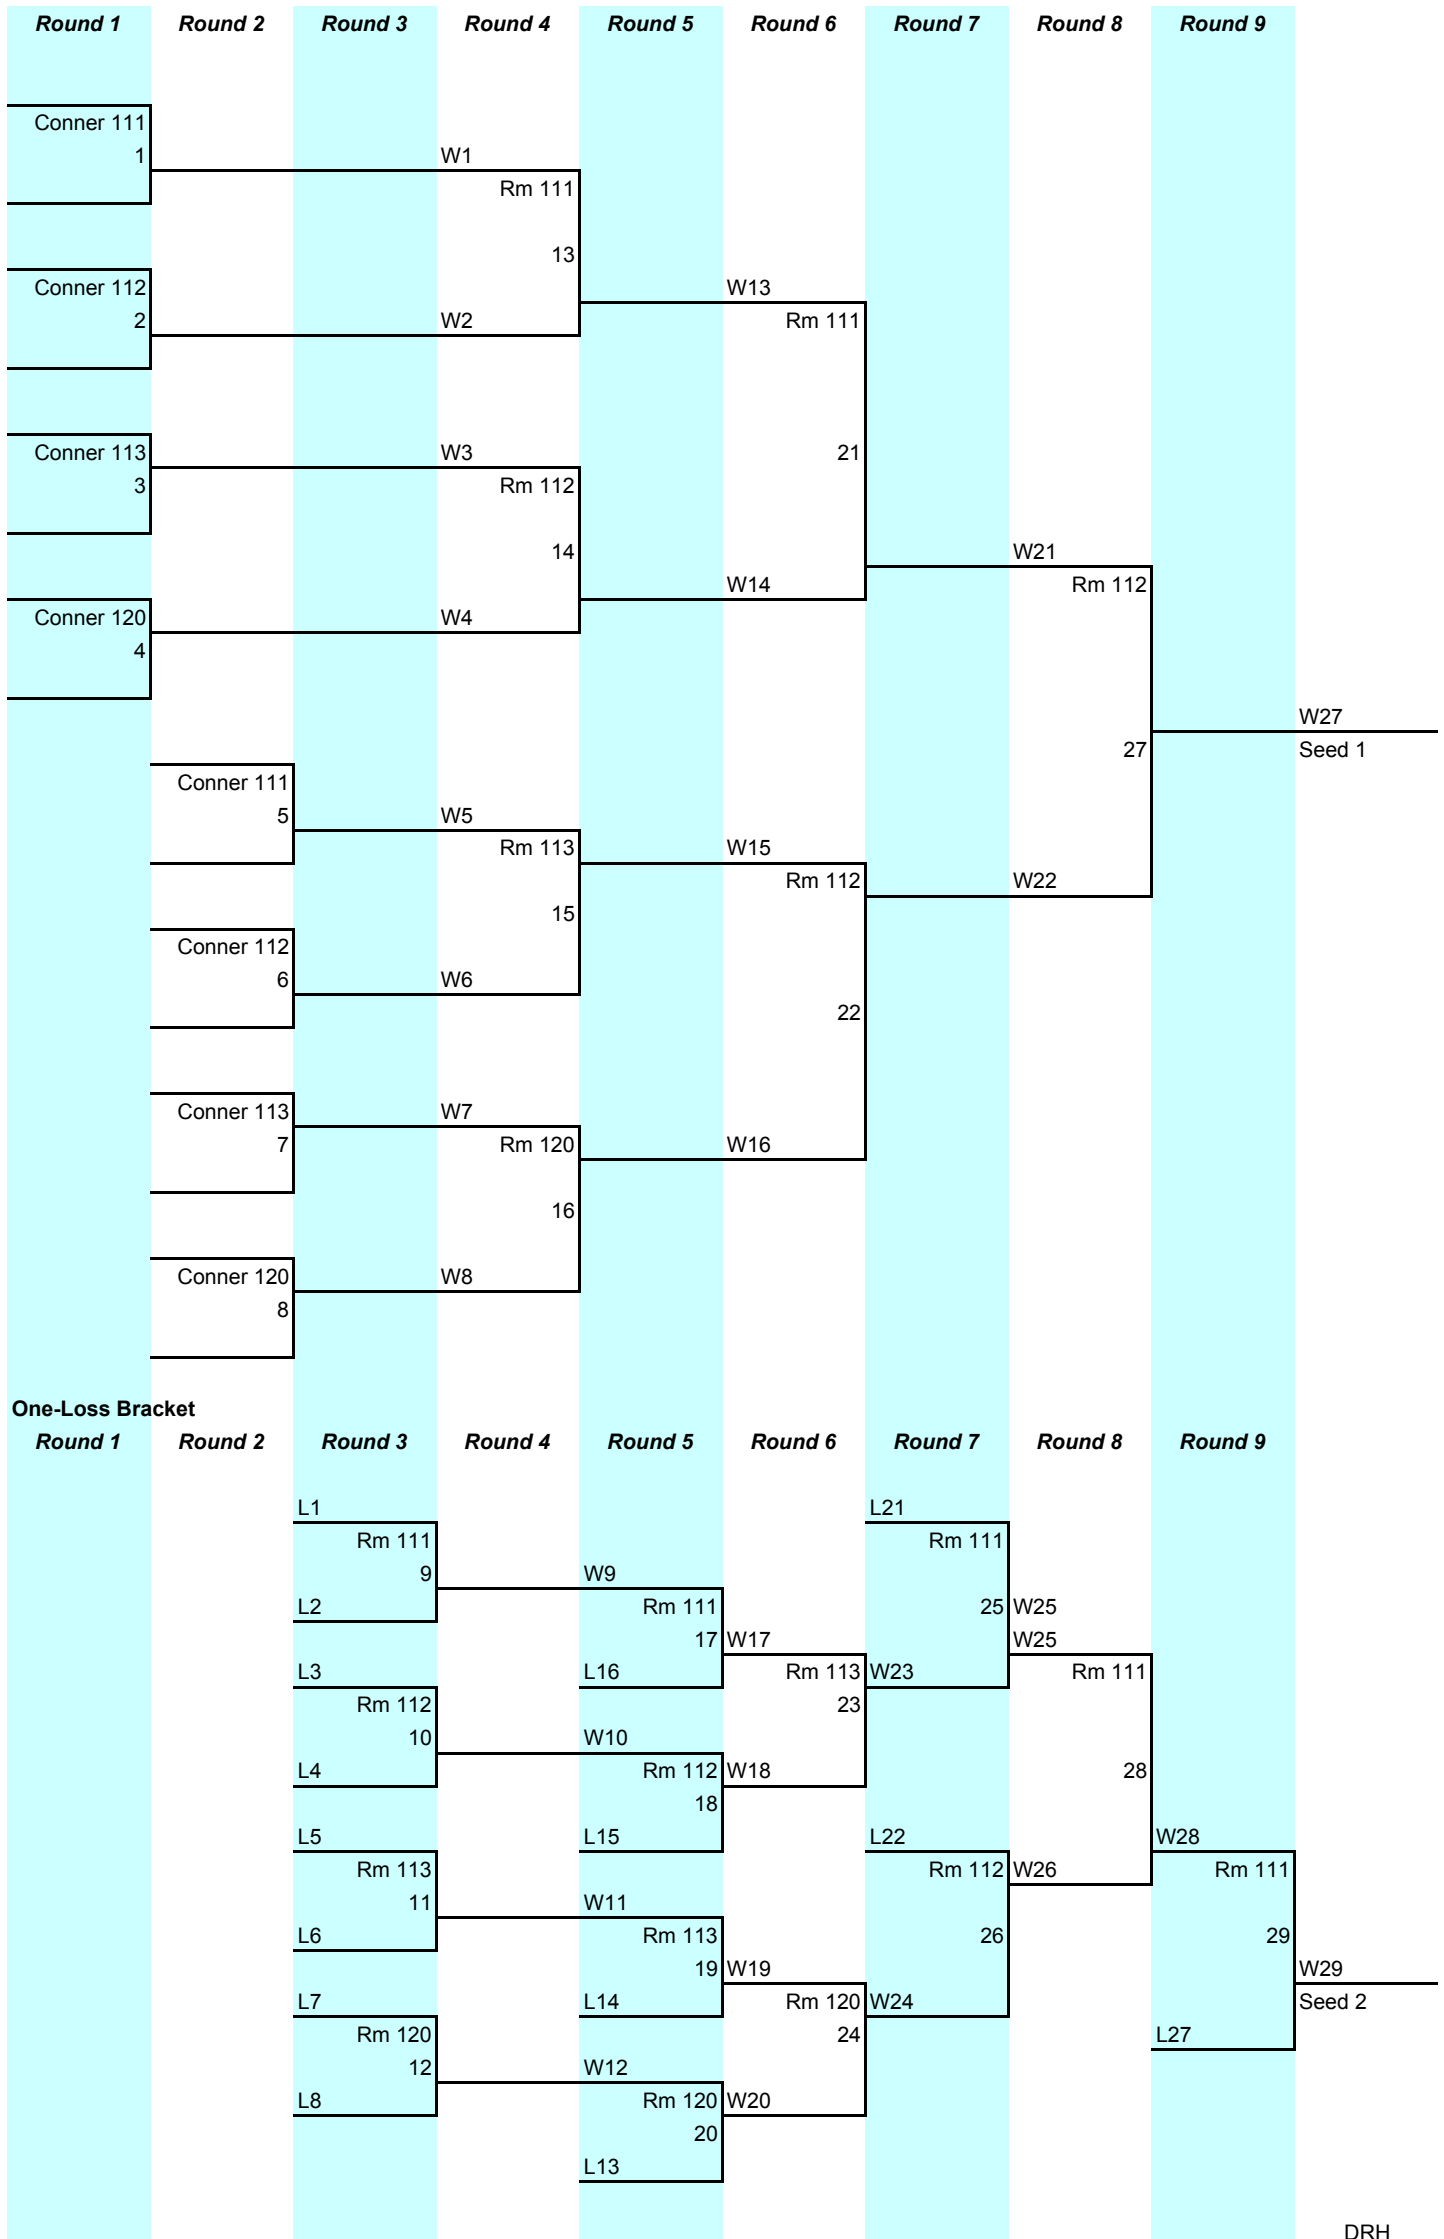 Round 1 Round 2 Round 3 Round 4 Round 5 Round 6 Round 7 Round 8 Round 9
Conner 111
1 W1
Rm 111
13
Conner 112 W13
2 W2 Rm 111
Conner 113 W3 21
3 Rm 112
14 W21
W14 Rm 112
Conner 120 W4
4
W27
27 Seed 1
Conner 111
5 W5
Rm 113 W15
Rm 112 W22
15
Conner 112
6 W6
22
Conner 113 W7
7 Rm 120 W16
16
Conner 120 W8
8
One-Loss Bracket
Round 1 Round 2 Round 3 Round 4 Round 5 Round 6 Round 7 Round 8 Round 9
L1 L21
Rm 111 Rm 111
9 W9
L2 Rm 111 25 W25
17 W17 W25
L3 L16 Rm 113 W23 Rm 111
Rm 112 23
10 W10
L4 Rm 112 W18 28
18
L5 L15 L22 W28
Rm 113 Rm 112 W26 Rm 111
11 W11
L6 Rm 113 26 29
19 W19 W29
L7 L14 Rm 120 W24 Seed 2
Rm 120 24 L27
12 W12
L8 Rm 120 W20
20
L13
DRH